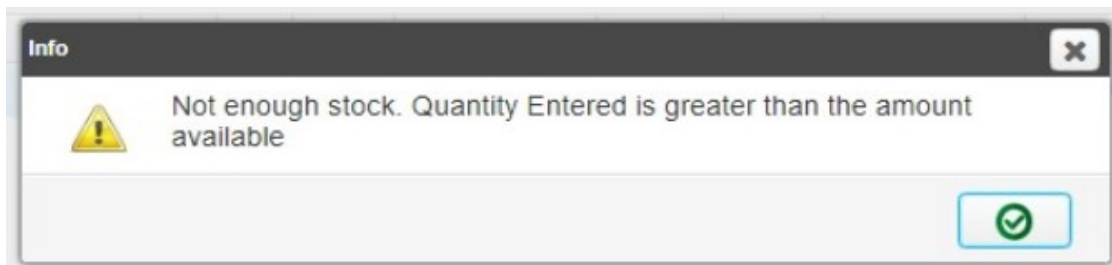 Info
Not enough stock. Quantity Entered is greater than the amount
available